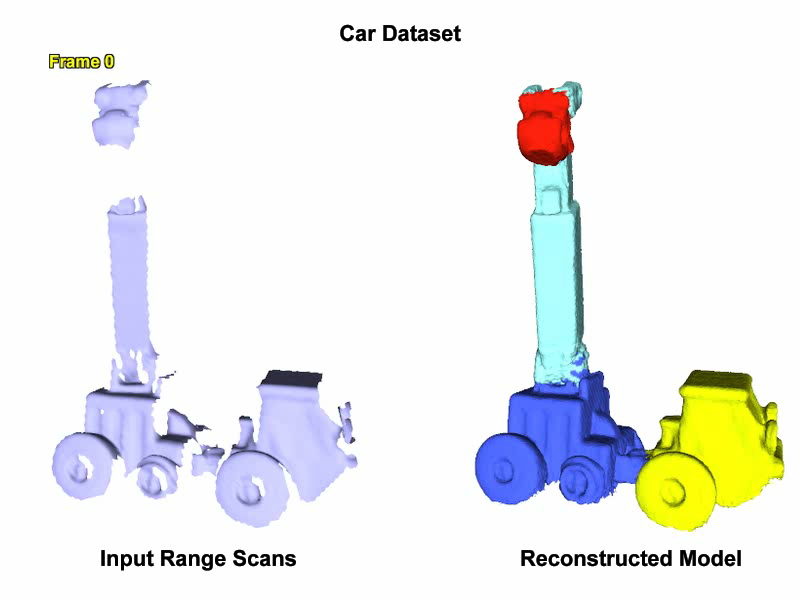 Car Dataset
Frame 0
Input Range Scans
Reconstructed Model